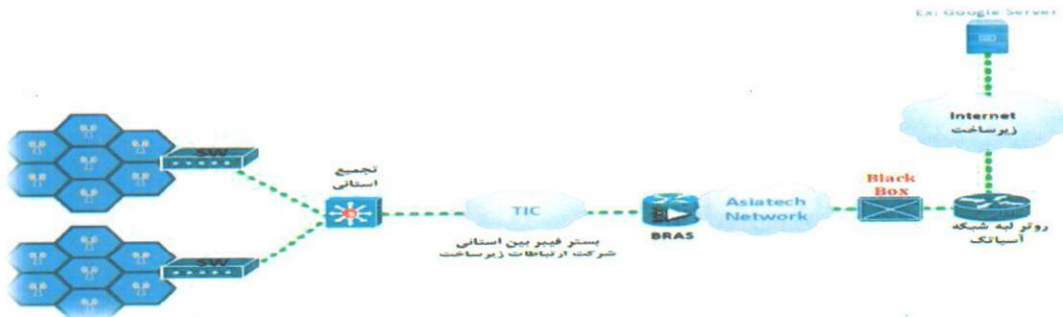 Ex: Google Server
Internet
زیرساخت
SW
تجمیع
استانی
TIC
بستر فیبر بین استانی
شرکت ارتباطات زیرساخت
BRAS
Asiatech
Network
Black
Box
روتر لبه شبکه
آسیاتک
SW